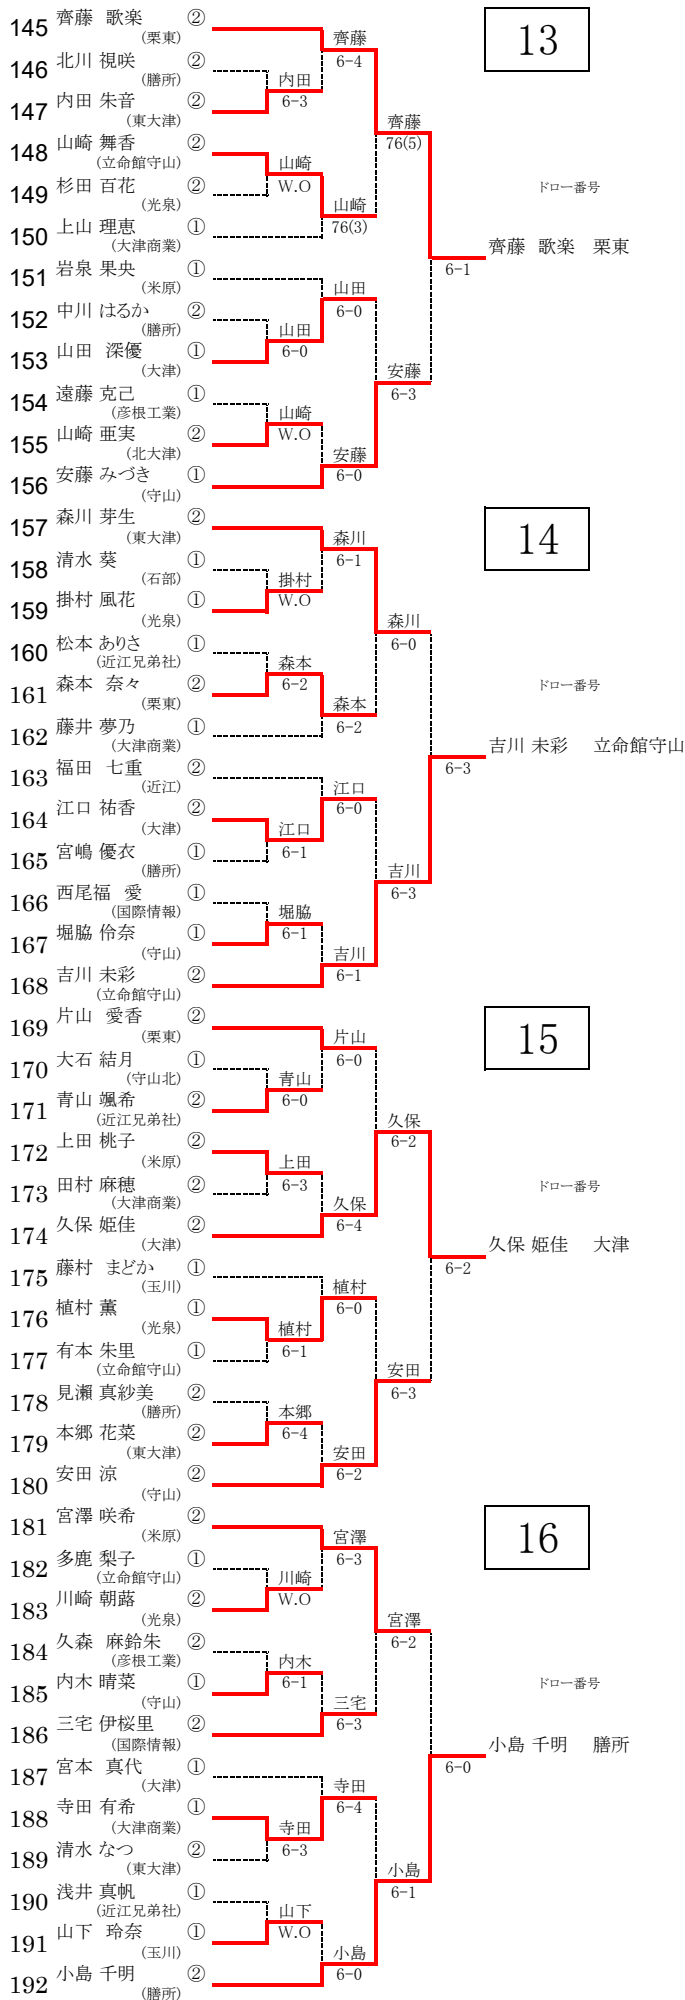 145 齊藤 歌楽 ②
(栗東)
齊藤
6-4
13
146 北川 視咲 ②
(膳所)
内田
6-3
147 内田 朱音 ②
(東大津)
齊藤
76(5)
148 山崎 舞香 ②
(立命館守山)
山崎
W.O
149 杉田 百花 ②
(光泉)
山崎
76(3)
ドロー番号
150 上山 理恵 ①
(大津商業)
齊藤 歌楽 栗東
6-1
151 岩泉 果央 ①
(米原)
山田
6-0
152 中川 はるか ②
(膳所)
山田
6-0
153 山田 深優 ①
(大津)
安藤
6-3
154 遠藤 克己 ①
(彦根工業)
山崎
W.O
155 山崎 亜実 ②
(北大津)
安藤
6-0
156 安藤 みづき ①
(守山)
157 森川 芽生 ②
(東大津)
森川
6-1
14
158 清水 葵 ①
(石部)
掛村
W.O
159 掛村 風花 ①
(光泉)
森川
6-0
160 松本 ありさ ①
(近江兄弟社)
森本
6-2
161 森本 奈々 ②
(栗東)
森本
6-2
ドロー番号
162 藤井 夢乃 ①
(大津商業)
吉川 未彩 立命館守山
6-3
163 福田 七重 ②
(近江)
江口
6-0
164 江口 祐香 ②
(大津)
江口
6-1
165 宮嶋 優衣 ①
(膳所)
吉川
6-3
166 西尾福 愛 ①
(国際情報)
堀脇
6-1
167 堀脇 伶奈 ①
(守山)
吉川
6-1
168 吉川 未彩 ②
(立命館守山)
169 片山 愛香 ②
(栗東)
片山
6-0
15
170 大石 結月 ①
(守山北)
青山
6-0
171 青山 颯希 ②
(近江兄弟社)
久保
6-2
172 上田 桃子 ②
(米原)
上田
6-3
173 田村 麻穂 ②
(大津商業)
久保
6-4
ドロー番号
174 久保 姫佳 ②
(大津)
久保 姫佳 大津
6-2
175 藤村 まどか ①
(玉川)
植村
6-0
176 植村 薫 ①
(光泉)
植村
6-1
177 有本 朱里 ①
(立命館守山)
安田
6-3
178 見瀬 真紗美 ②
(膳所)
本郷
6-4
179 本郷 花菜 ②
(東大津)
安田
6-2
180 安田 涼 ②
(守山)
181 宮澤 咲希 ②
(米原)
宮澤
6-3
16
182 多鹿 梨子 ①
(立命館守山)
川崎
W.O
183 川崎 朝蕗 ②
(光泉)
宮澤
6-2
184 久森 麻鈴朱 ②
(彦根工業)
内木
6-1
185 内木 晴菜 ①
(守山)
三宅
6-3
ドロー番号
186 三宅 伊桜里 ②
(国際情報)
小島 千明 膳所
6-0
187 宮本 真代 ①
(大津)
寺田
6-4
188 寺田 有希 ①
(大津商業)
寺田
6-3
189 清水 なつ ②
(東大津)
小島
6-1
190 浅井 真帆 ①
(近江兄弟社)
山下
W.O
191 山下 玲奈 ①
(玉川)
小島
6-0
192 小島 千明 ②
(膳所)